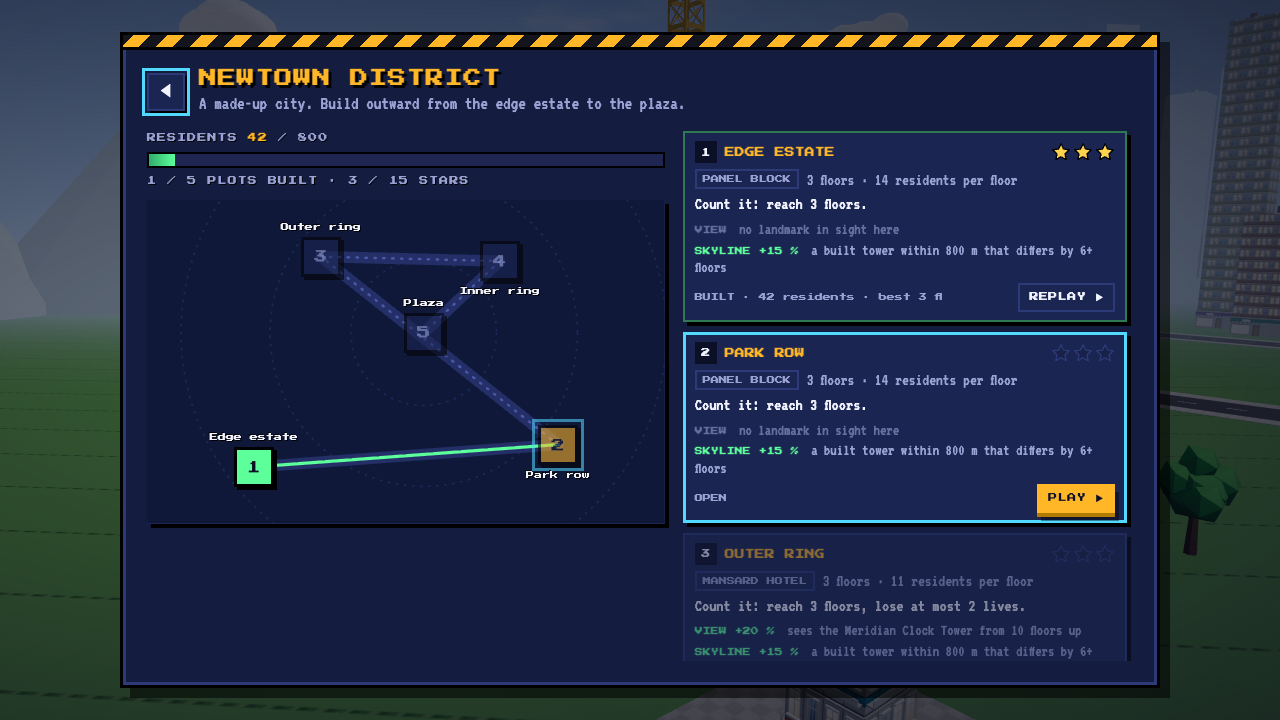 NEWTOWN DISTRICT
A made-up city. Build outward from the edge estate to the plaza.
RESIDENTS 42 / 800
1 / 5 PLOTS BUILT · 3 / 15 STARS
Outer ring
3
4
Inner ring
Plaza
5
Edge estate
1
2
Park row
1 EDGE ESTATE
PANEL BLOCK 3 floors · 14 residents per floor
Count it: reach 3 floors.
VIEW no landmark in sight here
SKYLINE +15 % a built tower within 800 m that differs by 6+
floors
BUILT · 42 residents · best 3 fl
REPLAY ▶
2 PARK ROW
PANEL BLOCK 3 floors · 14 residents per floor
Count it: reach 3 floors.
VIEW no landmark in sight here
SKYLINE +15 % a built tower within 800 m that differs by 6+
floors
OPEN
PLAY ▶
3 OUTER RING
MANSARD HOTEL 3 floors · 11 residents per floor
Count it: reach 3 floors, lose at most 2 lives.
VIEW +20 % sees the Meridian Clock Tower from 10 floors up
SKYLINE +15 % a built tower within 800 m that differs by 6+